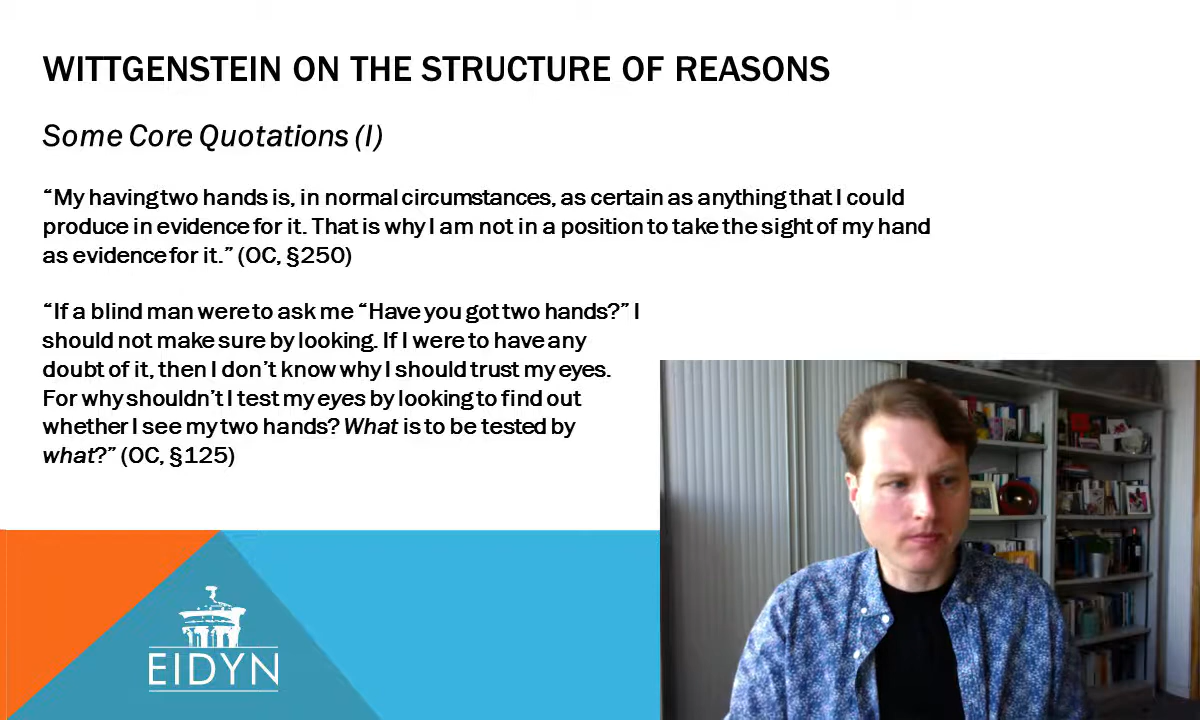 WITTGENSTEIN ON THE STRUCTURE OF REASONS
Some Core Quotations (I)
“My having two hands is, in normal circumstances, as certain as anything that I could
produce in evidence for it. That is why I am not in a position to take the sight of my hand
as evidence for it.” (OC, §250)
“If a blind man were to ask me “Have you got two hands?” I
should not make sure by looking. If I were to have any
doubt of it, then I don’t know why I should trust my eyes.
For why shouldn’t I test my eyes by looking to find out
whether I see my two hands? What is to be tested by
what?” (OC, §125)
EIDYN